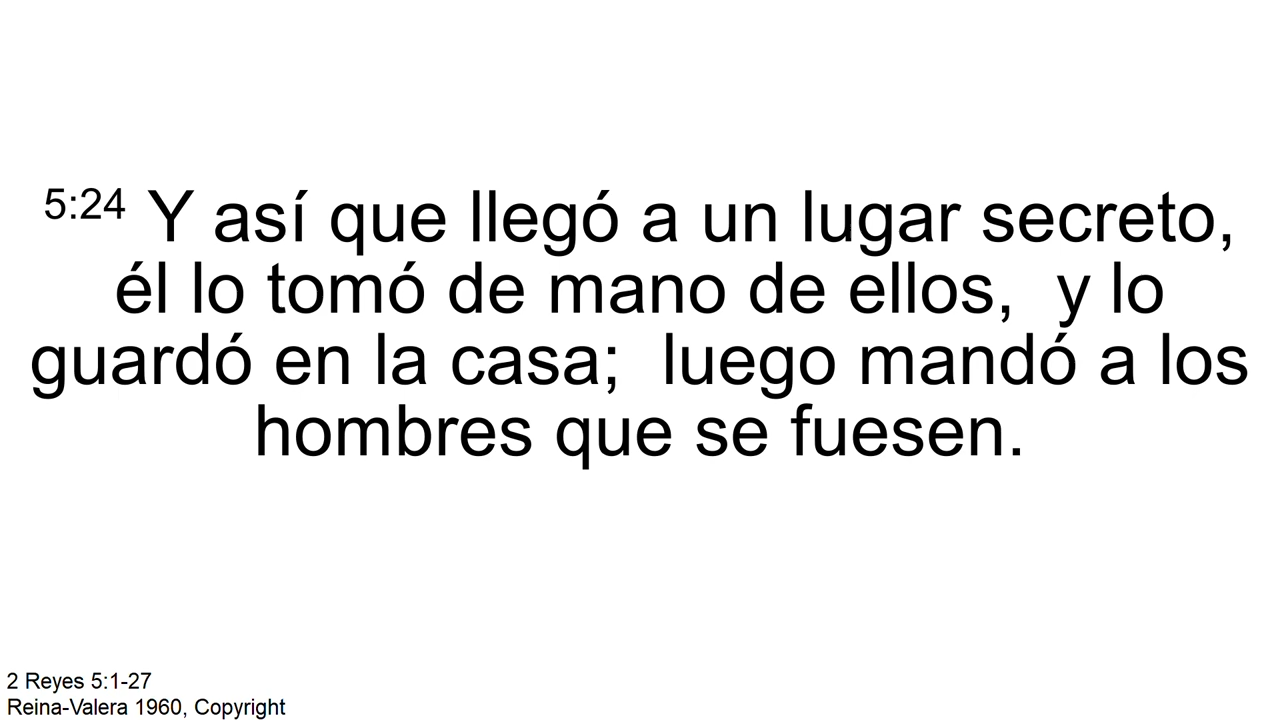 5:24 Y así que llegó a un lugar secreto,
él lo tomó de mano de ellos, y lo
guardó en la casa; luego mandó a los
hombres que se fuesen.
2 Reyes 5:1-27
Reina-Valera 1960, Copyright